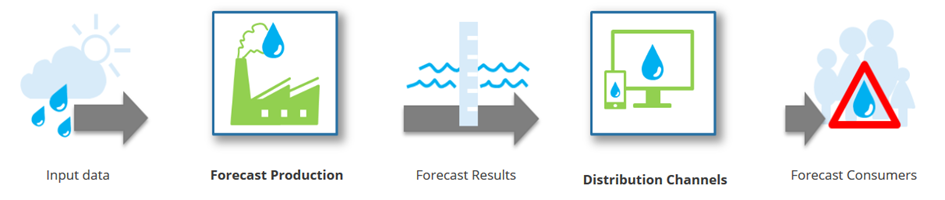 Input data
Forecast Production
Forecast Results
Distribution Channels
Forecast Consumers